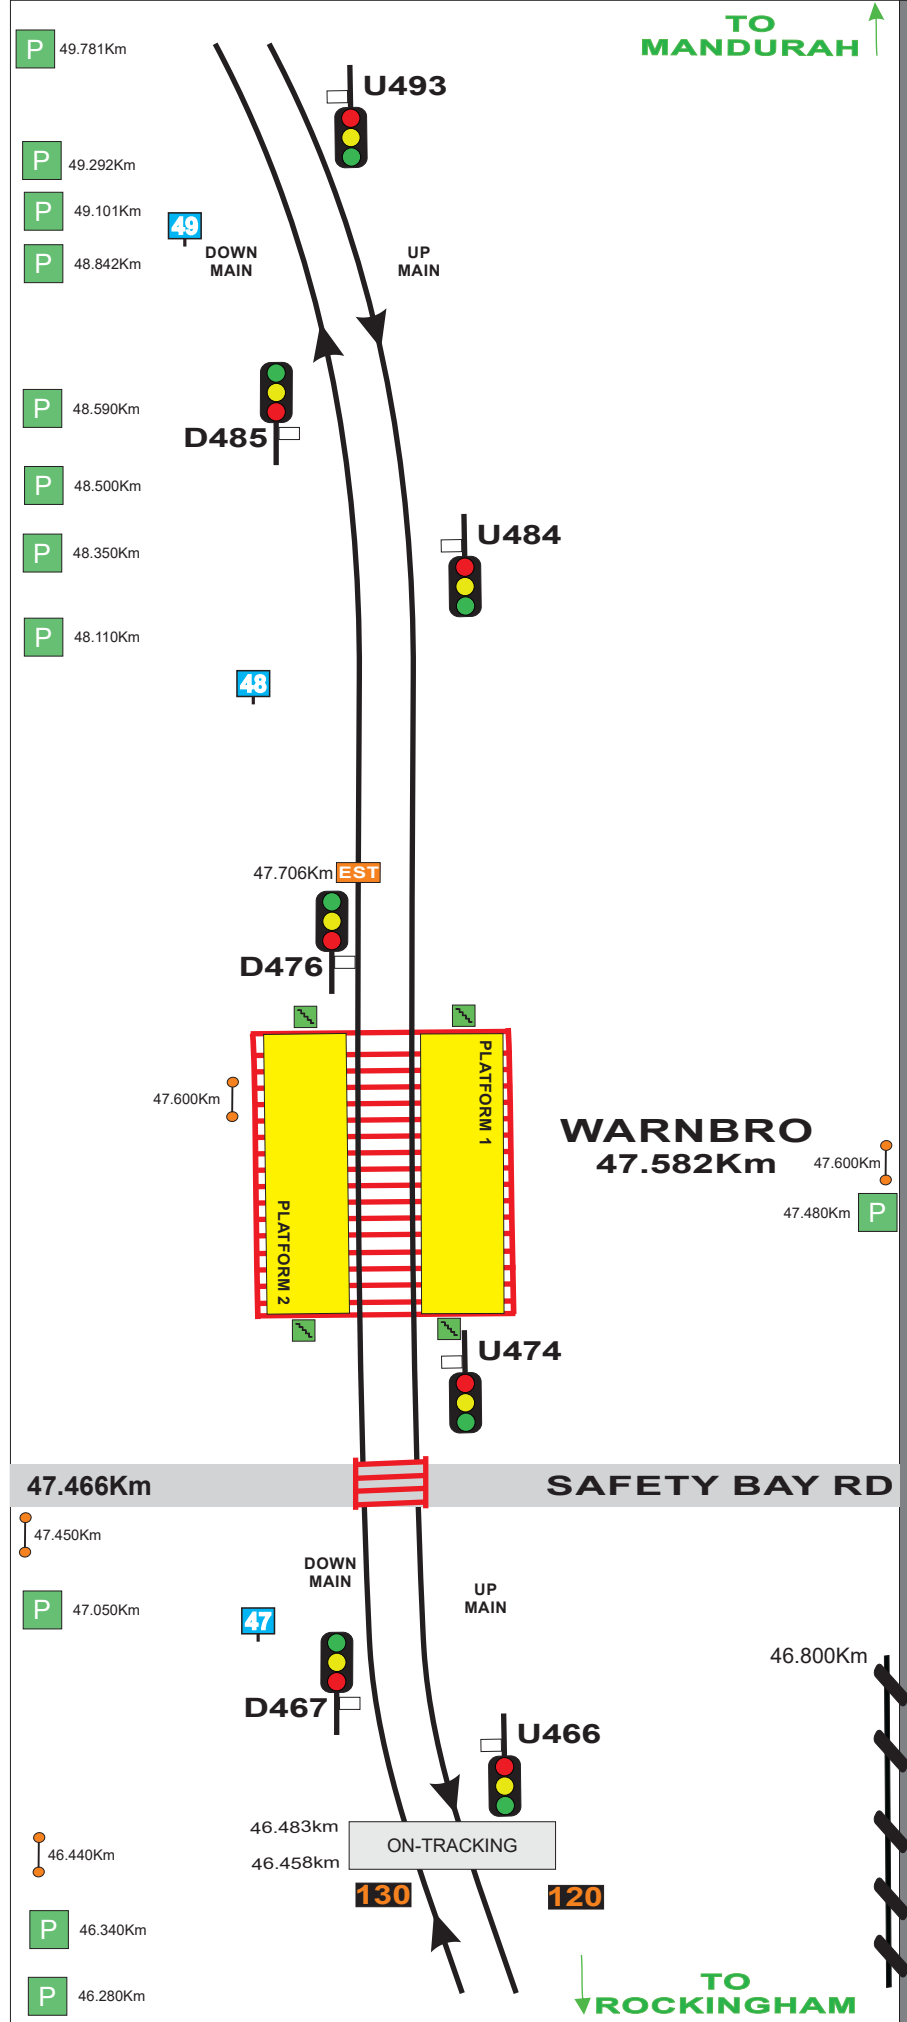 TO
MANDURAH
P 49.781Km
U493
P 49.292Km
P 49.101Km
49
DOWN
MAIN
UP
MAIN
P 48.842Km
P 48.590Km
D485
P 48.500Km
U484
P 48.350Km
P 48.110Km
48
47.706Km EST
D476
PLATFORM 1
47.600Km
WARNBRO
47.582Km
47.600Km
47.480Km P
PLATFORM 2
U474
47.466Km SAFETY BAY RD
47.450Km
DOWN
MAIN
UP
MAIN
P 47.050Km
47
46.800Km
D467
U466
46.483km
ON-TRACKING
46.440Km
46.458km
130 120
P 46.340Km
P 46.280Km
TO
ROCKINGHAM